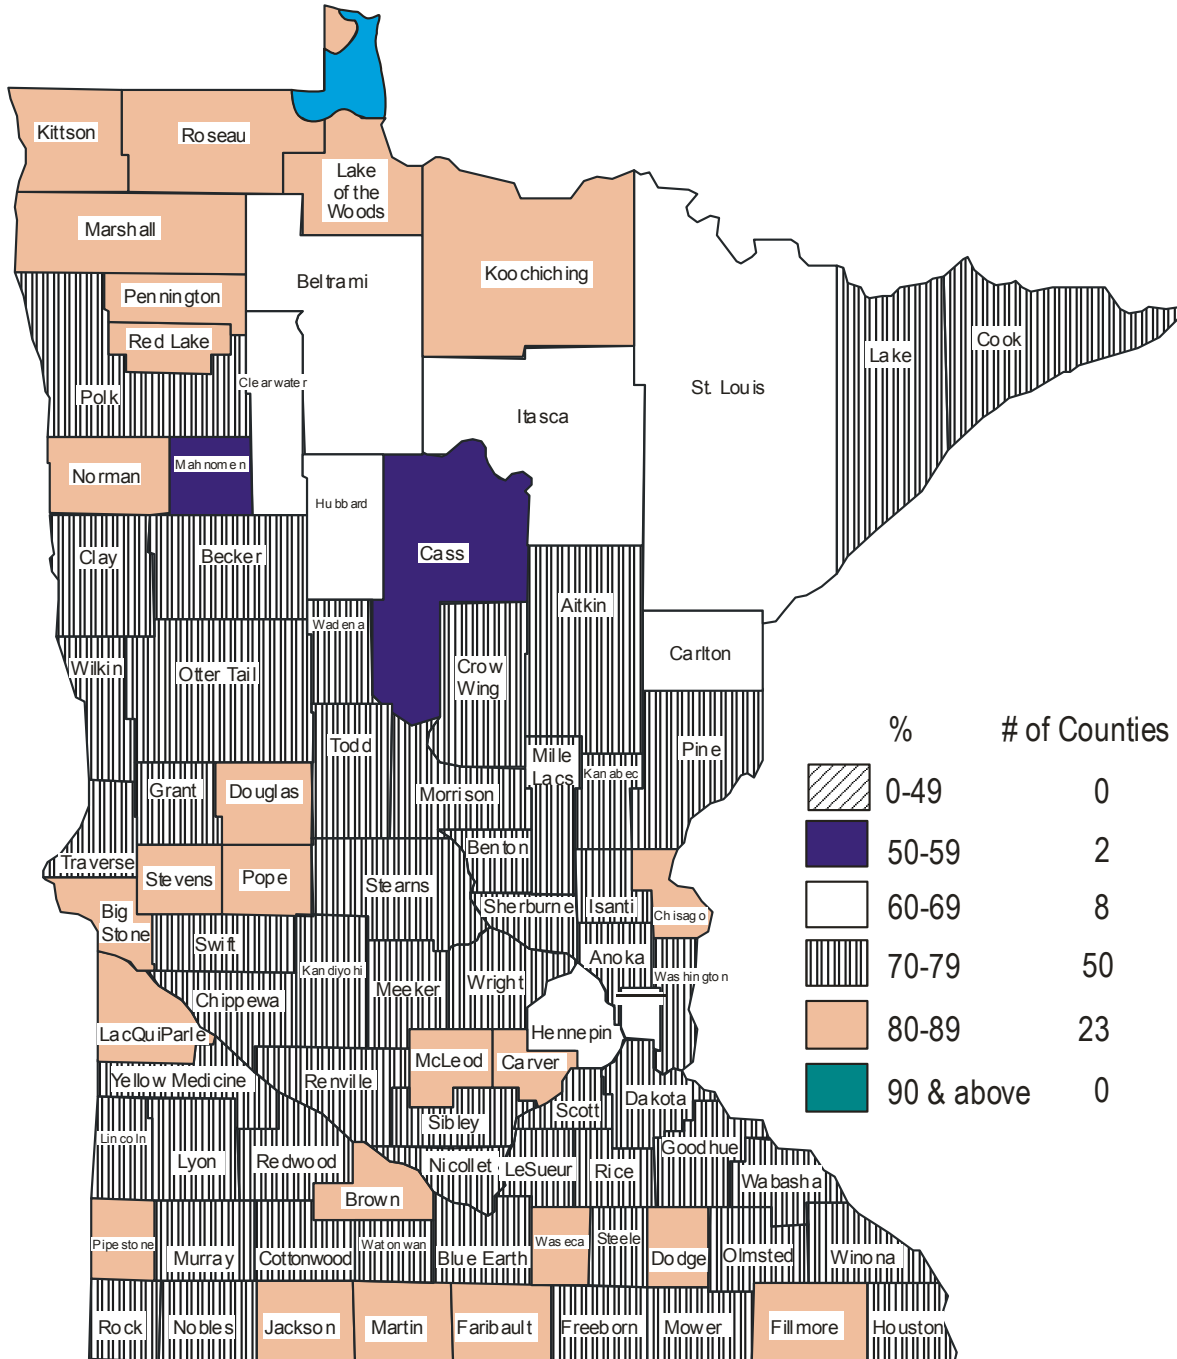 Kittson
Roseau
Lake
of the
Woods
Marshall
Koochiching
Beltrami
Pennington
Red Lake
Clearwater
Polk
Lake
Cook
St. Louis
Itasca
Norman
Mahnomen
Hubbard
Cass
Clay
Becker
Aitkin
Wadena
Carlton
Wilkin
Otter Tail
Crow
Wing
Pine
Todd
Mille
Lacs
Kanabec
Grant
Douglas
Morrison
Benton
Traverse
Stevens
Pope
Stearns
Sherburne
Isanti
Chisago
Big
Stone
Swift
Kandiyohi
Meeker
Wright
Anoka
Washington
Chippewa
LacQuiParle
Hennepin
McLeod
Carver
Yellow Medicine
Renville
Dakota
Scott
Sibley
Lincoln
Lyon
Redwood
Nicollet
LeSueur
Rice
Goodhue
Wabasha
Brown
Pipestone
Murray
Cottonwood
Watonwan
Blue Earth
Waseca
Steele
Dodge
Olmsted
Winona
Rock
Nobles
Jackson
Martin
Faribault
Freeborn
Mower
Fillmore
Houston
% # of Counties
0-49 0
50-59 2
60-69 8
70-79 50
80-89 23
90 & above 0